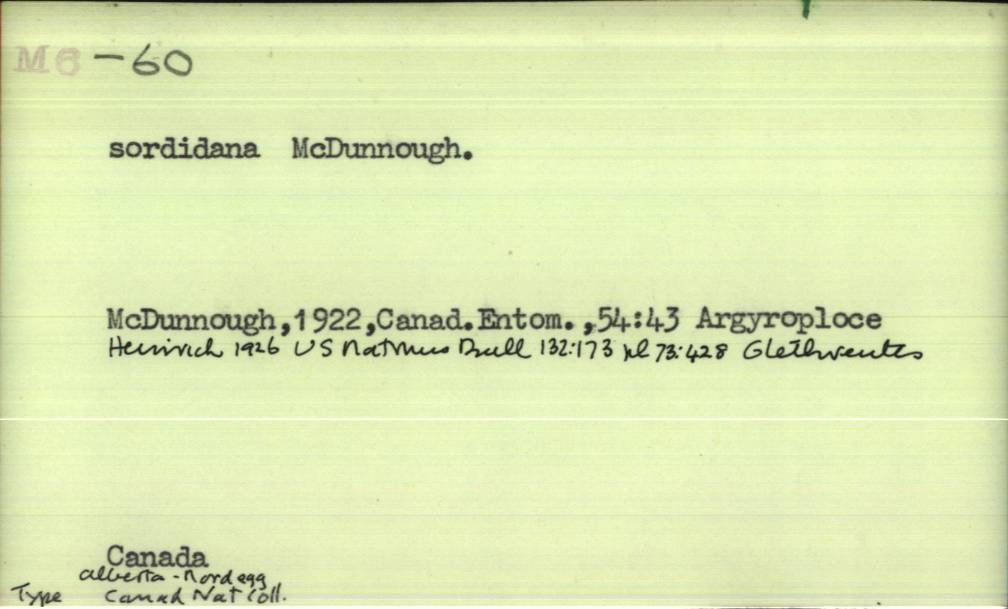 M6 -60
sordidana McDunnough.
McDunnough,1922,Canad.Entom.,54:43 Argyroploce
Heinrich 1926 US Nat Mus Bull 132:173 pl 73:428 Glethreutes
Canada
Alberta - Nordegg
Type Canad Nat Coll.